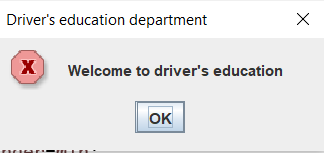 Driver's education department
X
Welcome to driver's education
OK